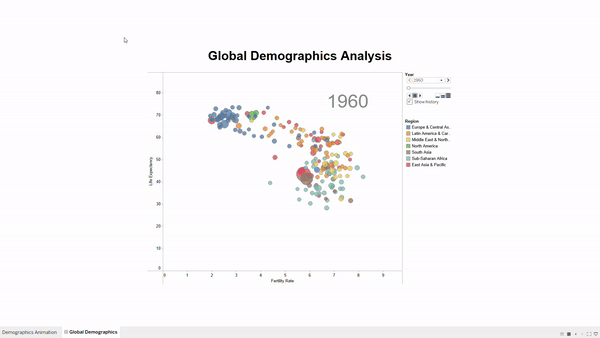 Global Demographics Analysis
Year
1960
1960
Show history
Region
Europe & Central As..
Latin America & Car..
Middle East & North..
North America
South Asia
Sub-Saharan Africa
East Asia & Pacific
Life Expectancy
80
70
60
50
40
30
20
10
0
0 1 2 3 4 5 6 7 8 9
Fertility Rate
Demographics Animation
Global Demographics